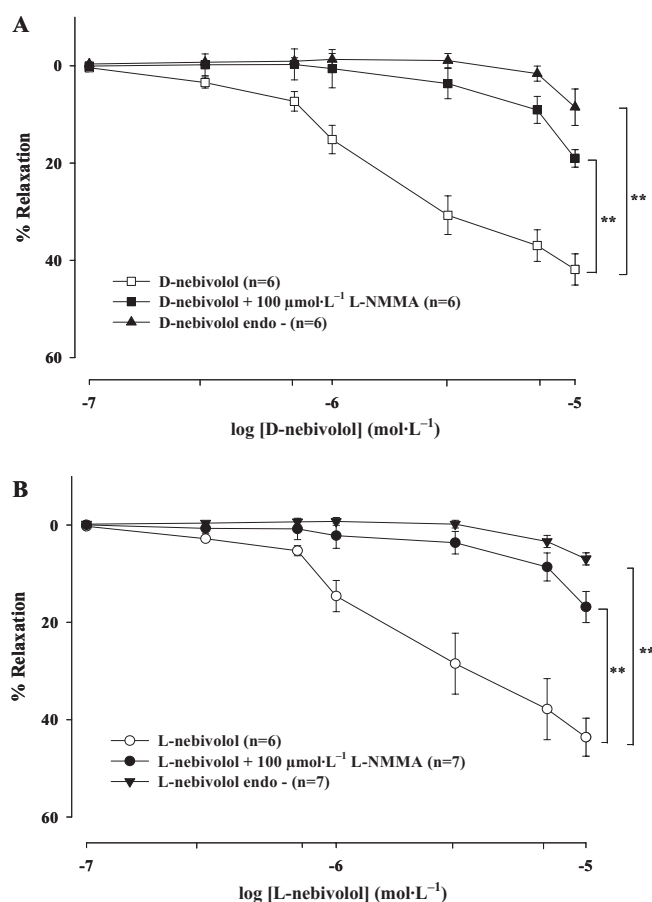 A
0
20
40
60
% Relaxation
**
**
D-nebivolol (n=6)
D-nebivolol + 100 µmol·L⁻¹ L-NMMA (n=6)
D-nebivolol endo - (n=6)
-7 -6 -5
log [D-nebivolol] (mol·L⁻¹)
B
0
20
40
60
% Relaxation
**
**
L-nebivolol (n=6)
L-nebivolol + 100 µmol·L⁻¹ L-NMMA (n=7)
L-nebivolol endo - (n=7)
-7 -6 -5
log [L-nebivolol] (mol·L⁻¹)